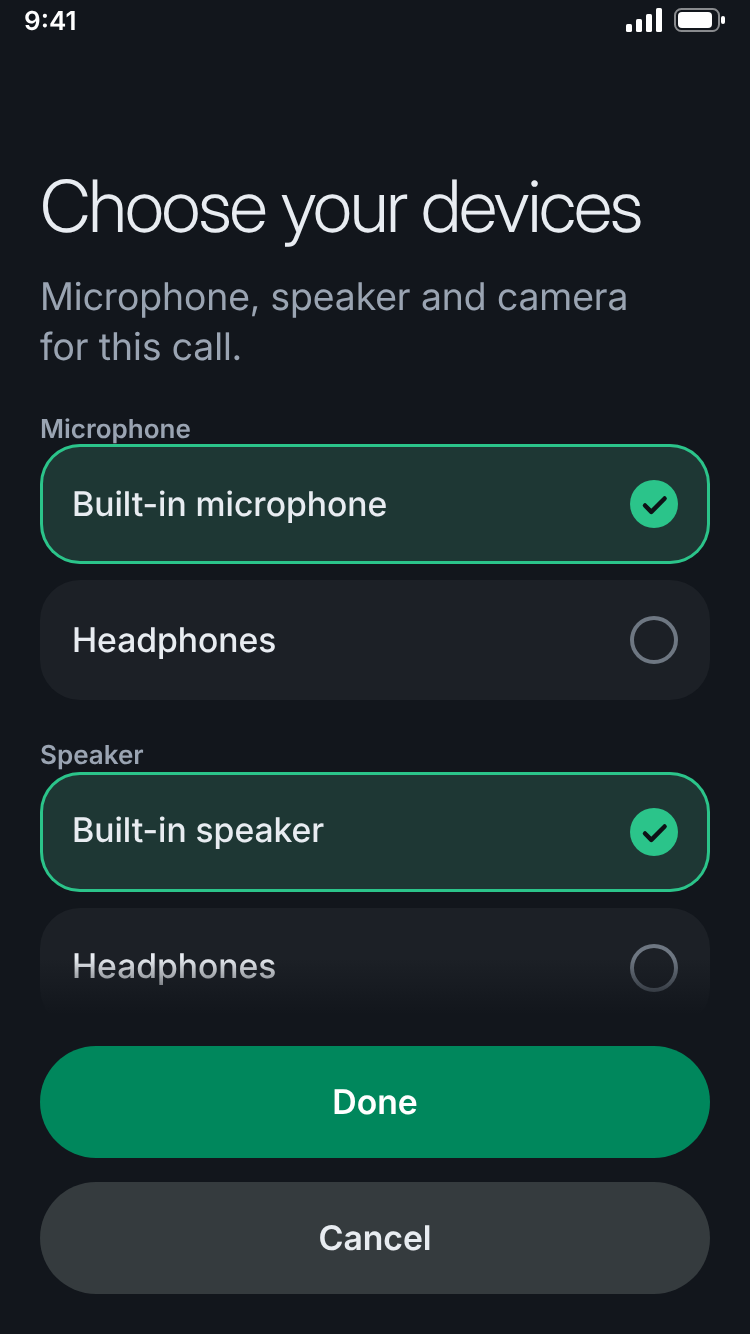 9:41
Choose your devices
Microphone, speaker and camera
for this call.
Microphone
Built-in microphone
Headphones
Speaker
Built-in speaker
Headphones
Done
Cancel